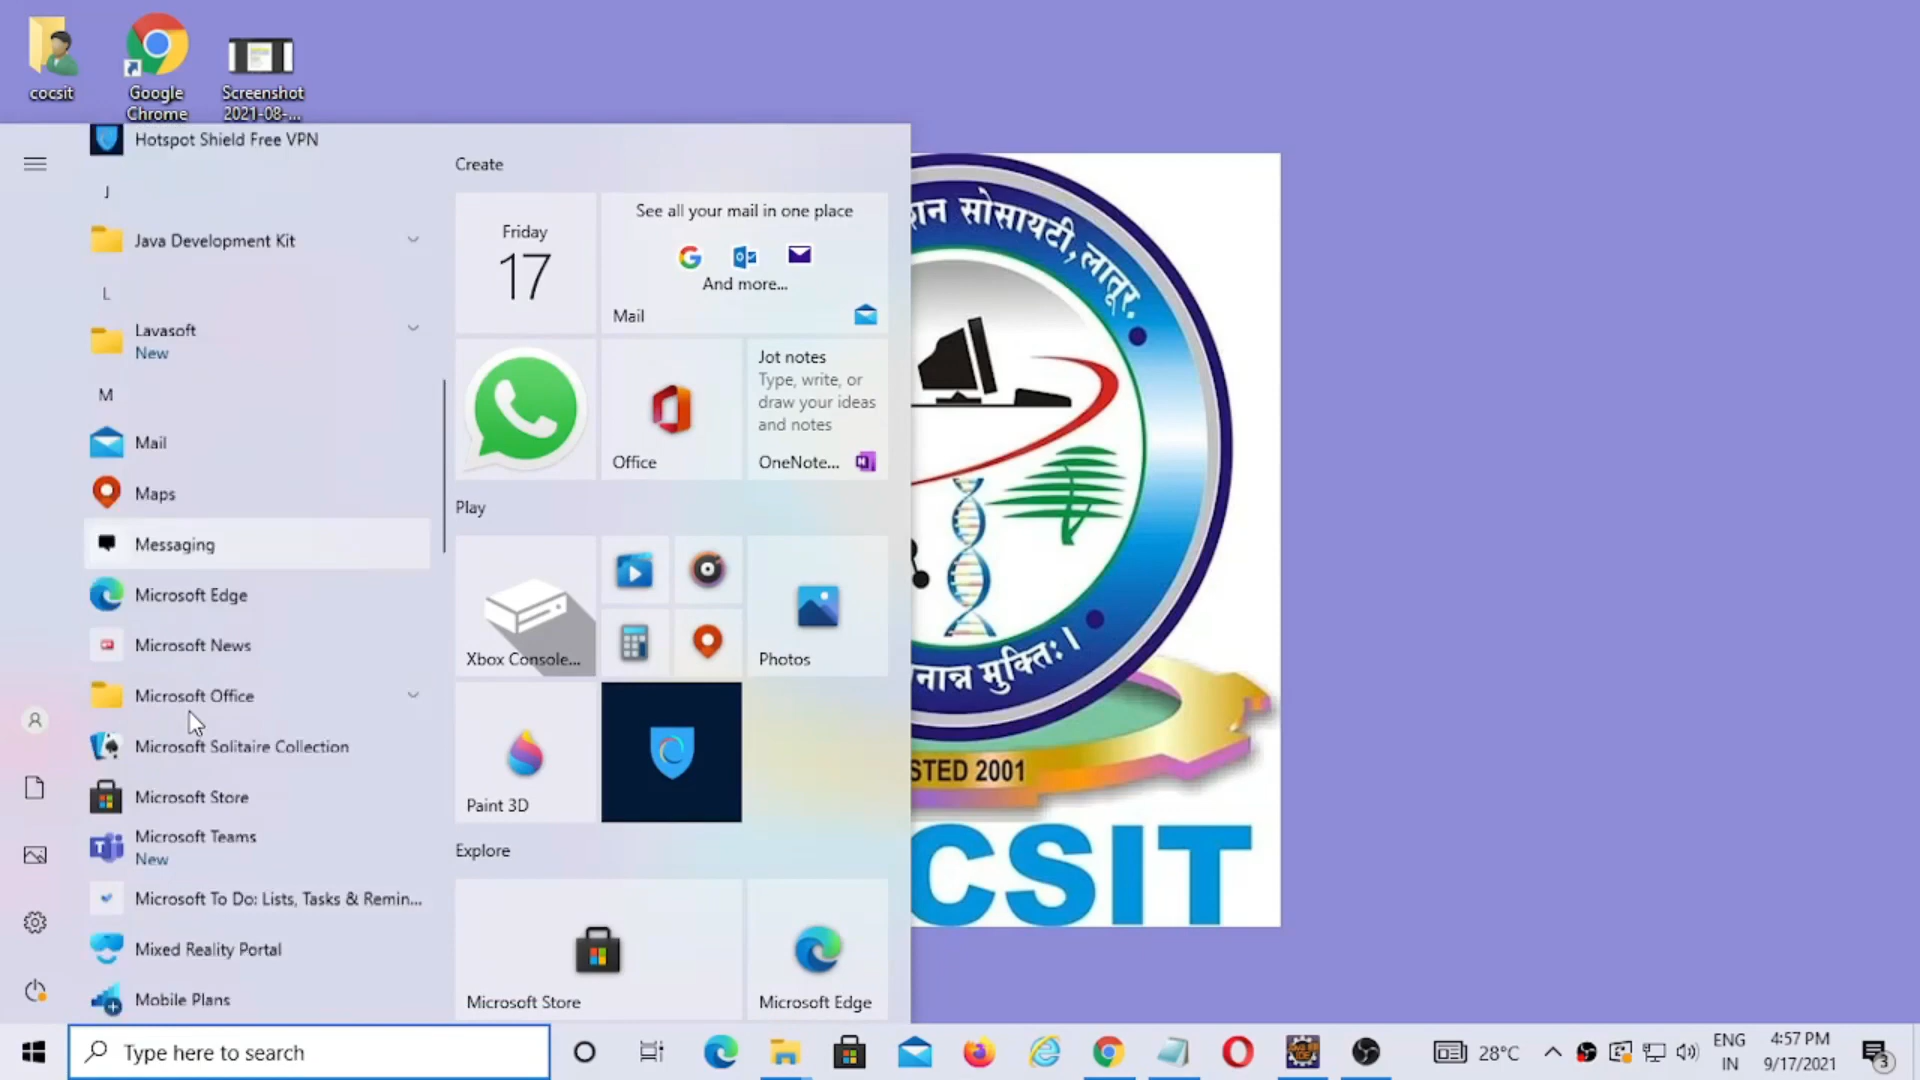 cocsit
Google
Chrome
Screenshot
2021-08-...
Hotspot Shield Free VPN
J
Java Development Kit
L
Lavasoft
New
M
Mail
Maps
Messaging
Microsoft Edge
Microsoft News
Microsoft Office
Microsoft Solitaire Collection
Microsoft Store
Microsoft Teams
New
Microsoft To Do: Lists, Tasks & Remin...
Mixed Reality Portal
Mobile Plans
Create
Friday
17
See all your mail in one place
And more...
Mail
Office
Jot notes
Type, write, or
draw your ideas
and notes
OneNote...
Play
Xbox Console...
Photos
Paint 3D
Explore
Microsoft Store
Microsoft Edge
सोसायटी, लातूर.
STED 2001
CSIT
Type here to search
28°C
ENG
IN
4:57 PM
9/17/2021
3